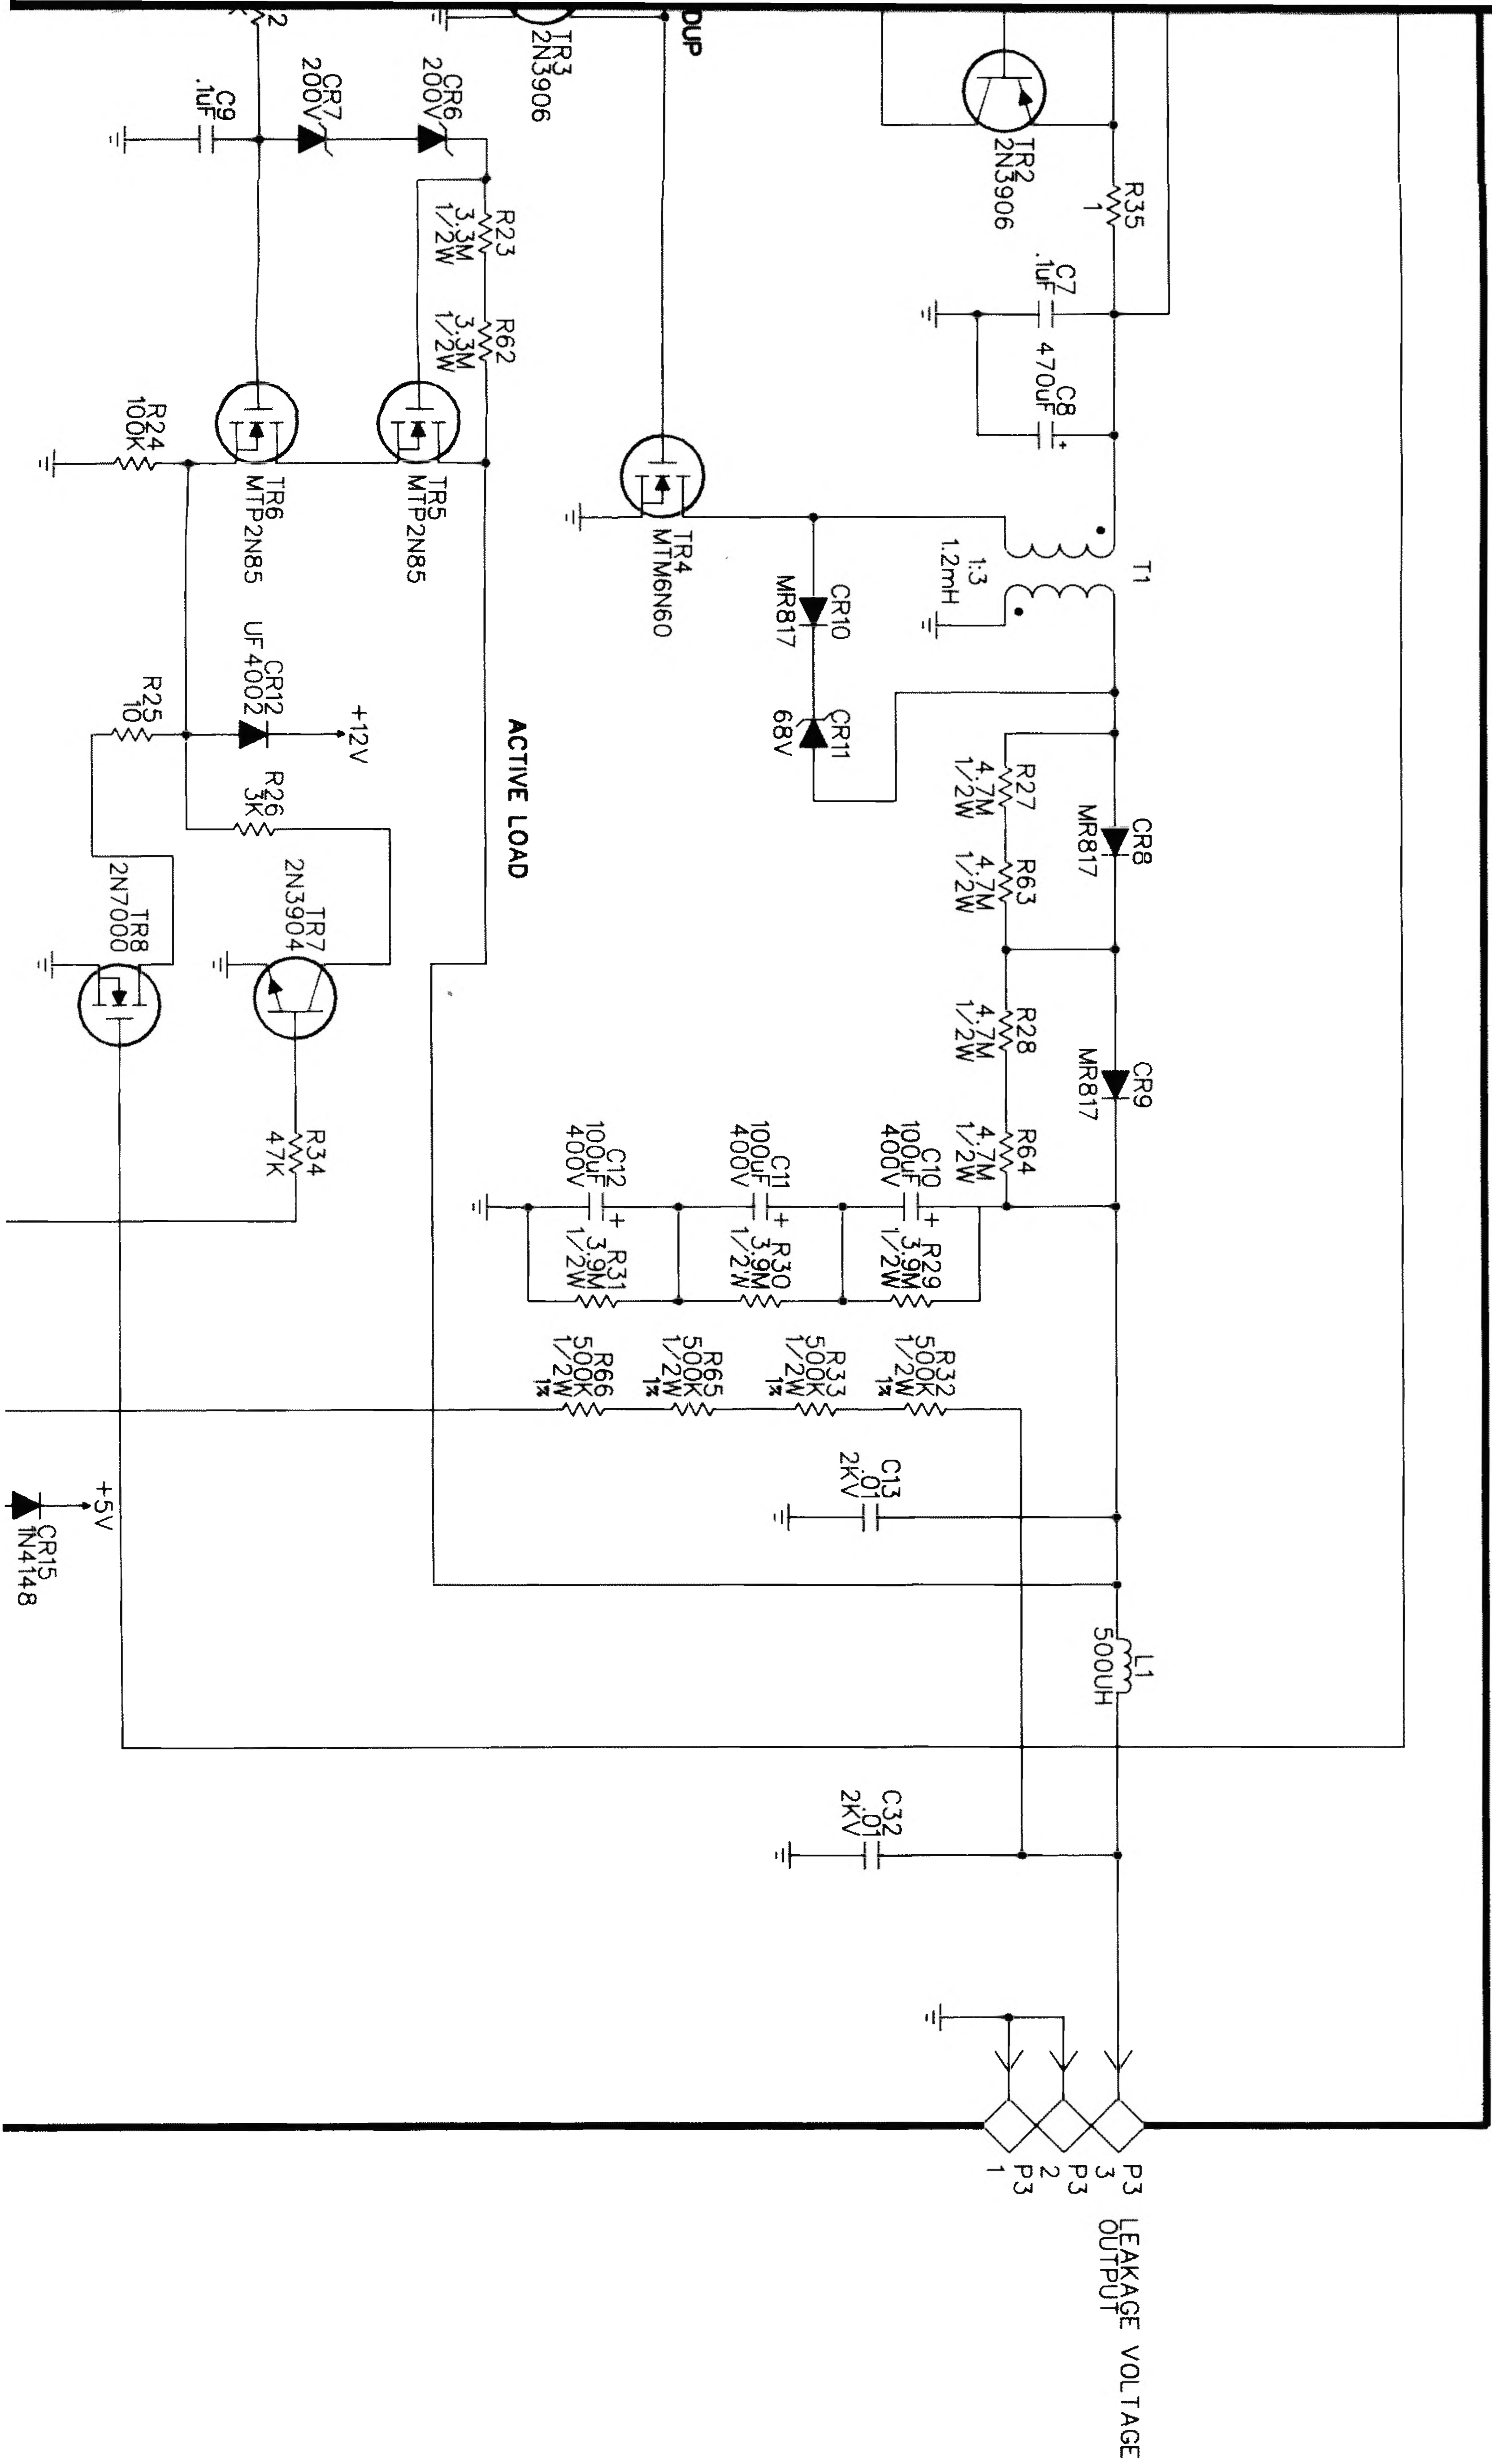 TR2
2N3906
R35
1
C7
.1uF
C8
470uF
T1
1:3
1.2mH
CR8
MR817
CR9
MR817
R27
4.7M
1/2W
R63
4.7M
1/2W
R28
4.7M
1/2W
R64
4.7M
1/2W
L1
500UH
P3
3
P3
2
P3
1
LEAKAGE VOLTAGE
OUTPUT
CR10
MR817
CR11
68V
C10
100uF
400V
R29
3.9M
1/2W
C11
100uF
400V
R30
3.9M
1/2W
C12
100uF
400V
R31
3.9M
1/2W
R32
500K
1/2W
1%
R33
500K
1/2W
1%
R65
500K
1/2W
1%
R66
500K
1/2W
1%
C13
.01
2KV
C32
.01
2KV
DUP
TR3
2N3906
TR4
MTM6N60
ACTIVE LOAD
CR6
200V
CR7
200V
C9
.1uF
R23
3.3M
1/2W
R62
3.3M
1/2W
TR5
MTP2N85
TR6
MTP2N85
R24
100K
+12V
CR12
UF4002
R25
10
R26
3K
TR7
2N3904
TR8
2N7000
R34
47K
+5V
CR15
1N4148